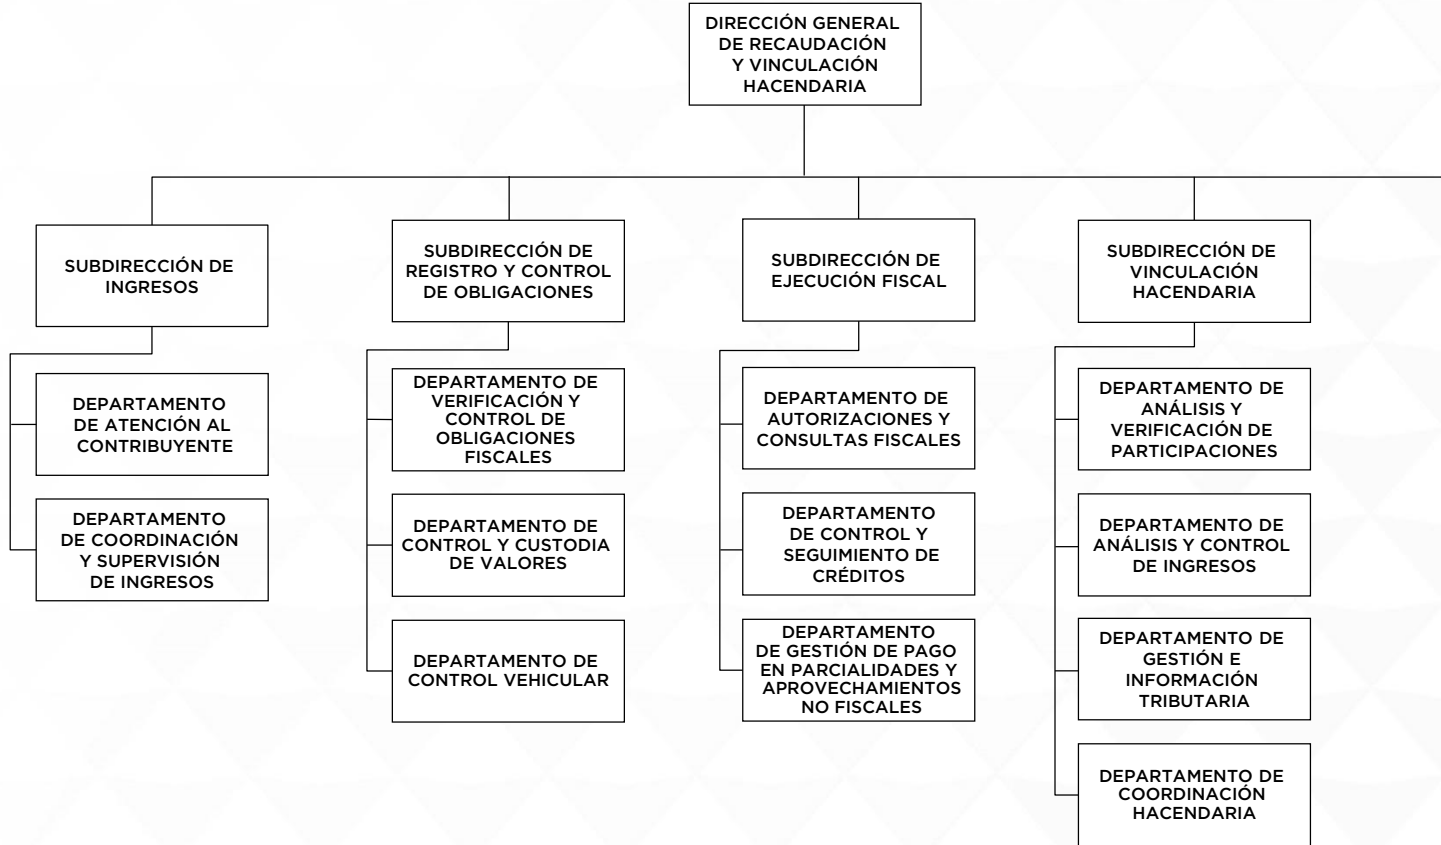 DIRECCIÓN GENERAL
DE RECAUDACIÓN
Y VINCULACIÓN
HACENDARIA
SUBDIRECCIÓN DE
INGRESOS
SUBDIRECCIÓN DE
REGISTRO Y CONTROL
DE OBLIGACIONES
SUBDIRECCIÓN DE
EJECUCIÓN FISCAL
SUBDIRECCIÓN DE
VINCULACIÓN
HACENDARIA
DEPARTAMENTO
DE ATENCIÓN AL
CONTRIBUYENTE
DEPARTAMENTO
DE COORDINACIÓN
Y SUPERVISIÓN
DE INGRESOS
DEPARTAMENTO DE
VERIFICACIÓN Y
CONTROL DE
OBLIGACIONES
FISCALES
DEPARTAMENTO DE
CONTROL Y CUSTODIA
DE VALORES
DEPARTAMENTO DE
CONTROL VEHICULAR
DEPARTAMENTO DE
AUTORIZACIONES Y
CONSULTAS FISCALES
DEPARTAMENTO
DE CONTROL Y
SEGUIMIENTO DE
CRÉDITOS
DEPARTAMENTO
DE GESTIÓN DE PAGO
EN PARCIALIDADES Y
APROVECHAMIENTOS
NO FISCALES
DEPARTAMENTO DE
ANÁLISIS Y
VERIFICACIÓN DE
PARTICIPACIONES
DEPARTAMENTO DE
ANÁLISIS Y CONTROL
DE INGRESOS
DEPARTAMENTO DE
GESTIÓN E
INFORMACIÓN
TRIBUTARIA
DEPARTAMENTO DE
COORDINACIÓN
HACENDARIA